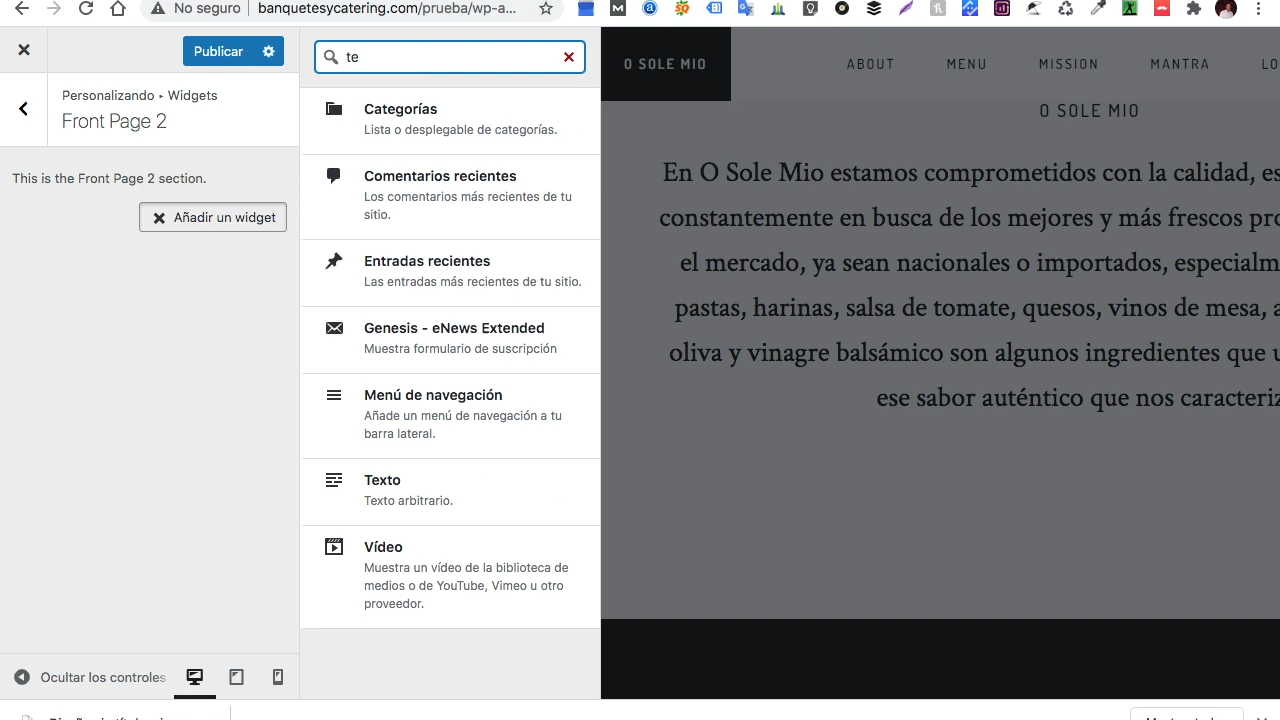 No seguro
banquetesycatering.com/prueba/wp-a...
Publicar
te
Personalizando ▸ Widgets
Front Page 2
This is the Front Page 2 section.
Añadir un widget
Categorías
Lista o desplegable de categorías.
Comentarios recientes
Los comentarios más recientes de tu
sitio.
Entradas recientes
Las entradas más recientes de tu sitio.
Genesis - eNews Extended
Muestra formulario de suscripción
Menú de navegación
Añade un menú de navegación a tu
barra lateral.
Texto
Texto arbitrario.
Vídeo
Muestra un vídeo de la biblioteca de
medios o de YouTube, Vimeo u otro
proveedor.
Ocultar los controles
O SOLE MIO
ABOUT
MENU
MISSION
MANTRA
LO
O SOLE MIO
En O Sole Mio estamos comprometidos con la calidad, es
constantemente en busca de los mejores y más frescos pro
el mercado, ya sean nacionales o importados, especialm
pastas, harinas, salsa de tomate, quesos, vinos de mesa, a
oliva y vinagre balsámico son algunos ingredientes que u
ese sabor auténtico que nos caracteriz